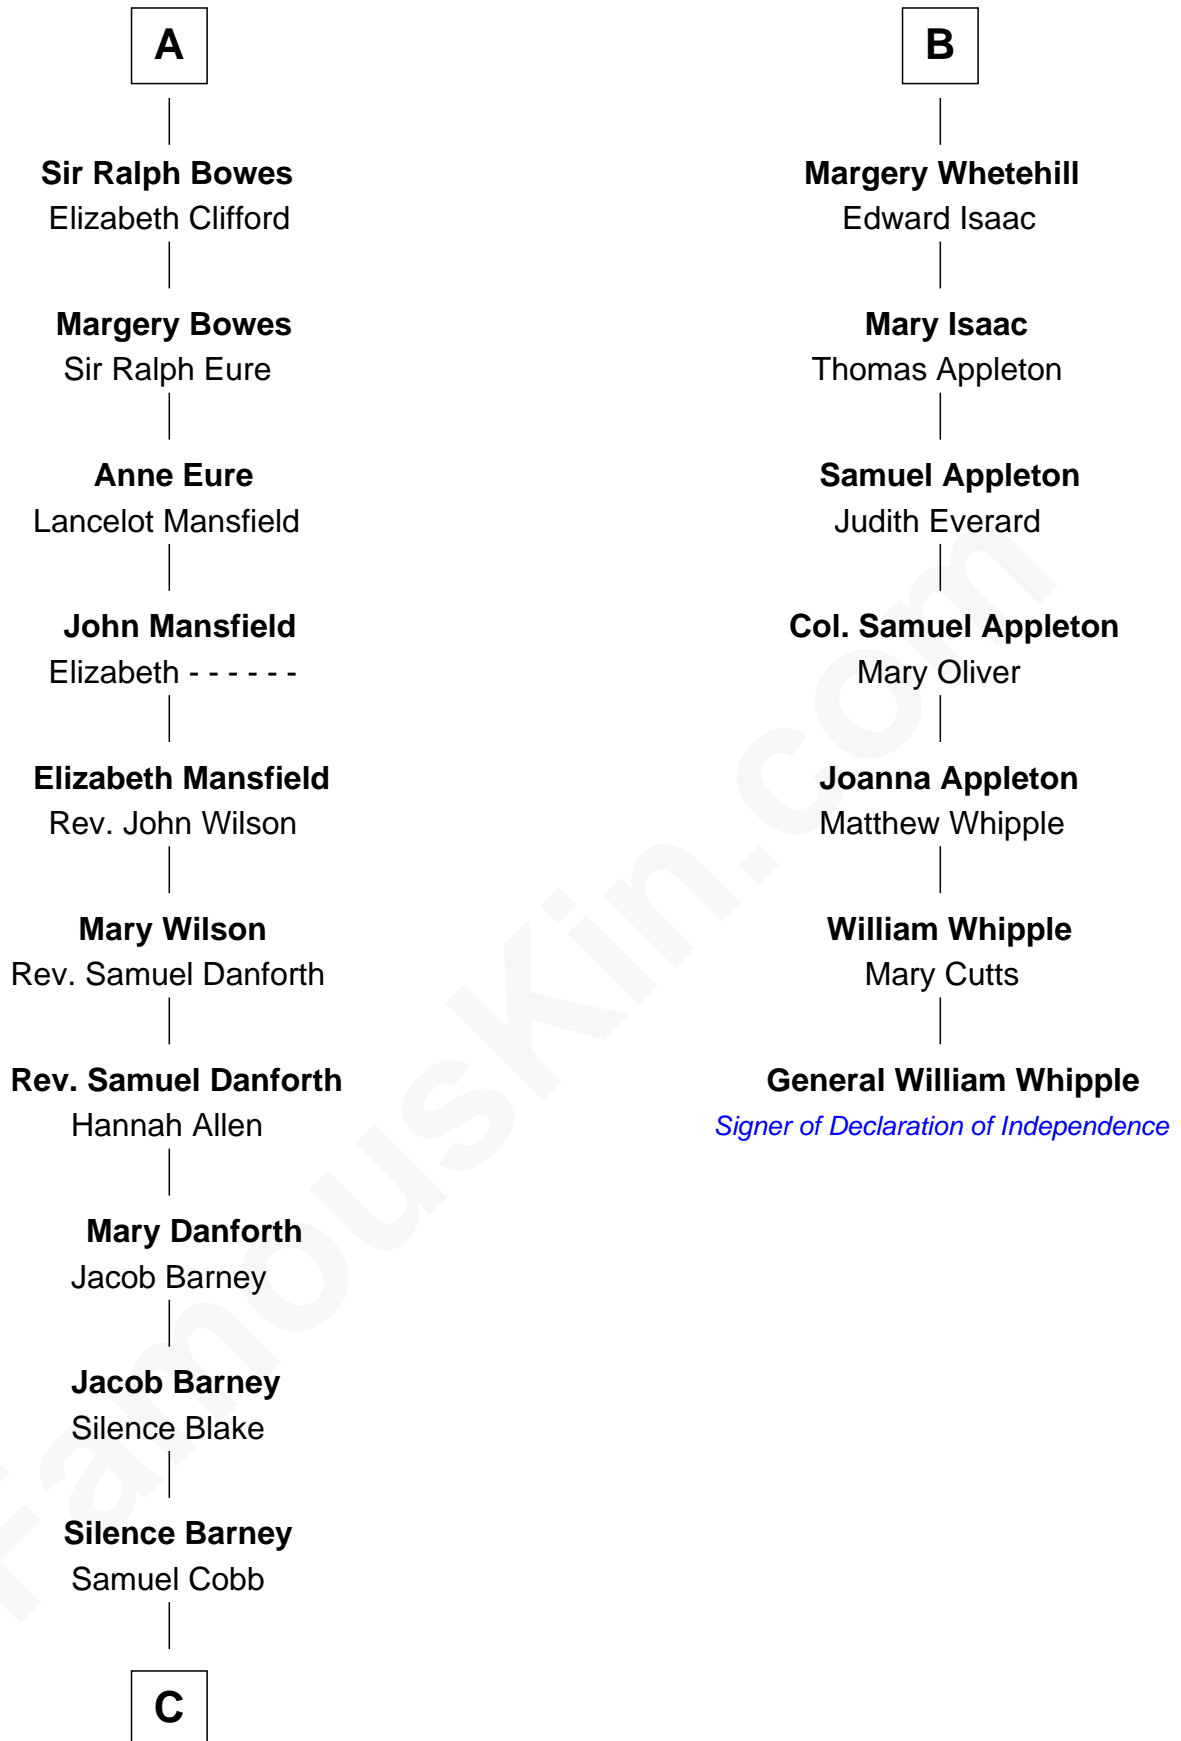 A
Sir Ralph Bowes
Elizabeth Clifford
Margery Bowes
Sir Ralph Eure
Anne Eure
Lancelot Mansfield
John Mansfield
Elizabeth - - - - - -
Elizabeth Mansfield
Rev. John Wilson
Mary Wilson
Rev. Samuel Danforth
Rev. Samuel Danforth
Hannah Allen
Mary Danforth
Jacob Barney
Jacob Barney
Silence Blake
Silence Barney
Samuel Cobb
C
B
Margery Whetehill
Edward Isaac
Mary Isaac
Thomas Appleton
Samuel Appleton
Judith Everard
Col. Samuel Appleton
Mary Oliver
Joanna Appleton
Matthew Whipple
William Whipple
Mary Cutts
General William Whipple
Signer of Declaration of Independence
FamousKin.com